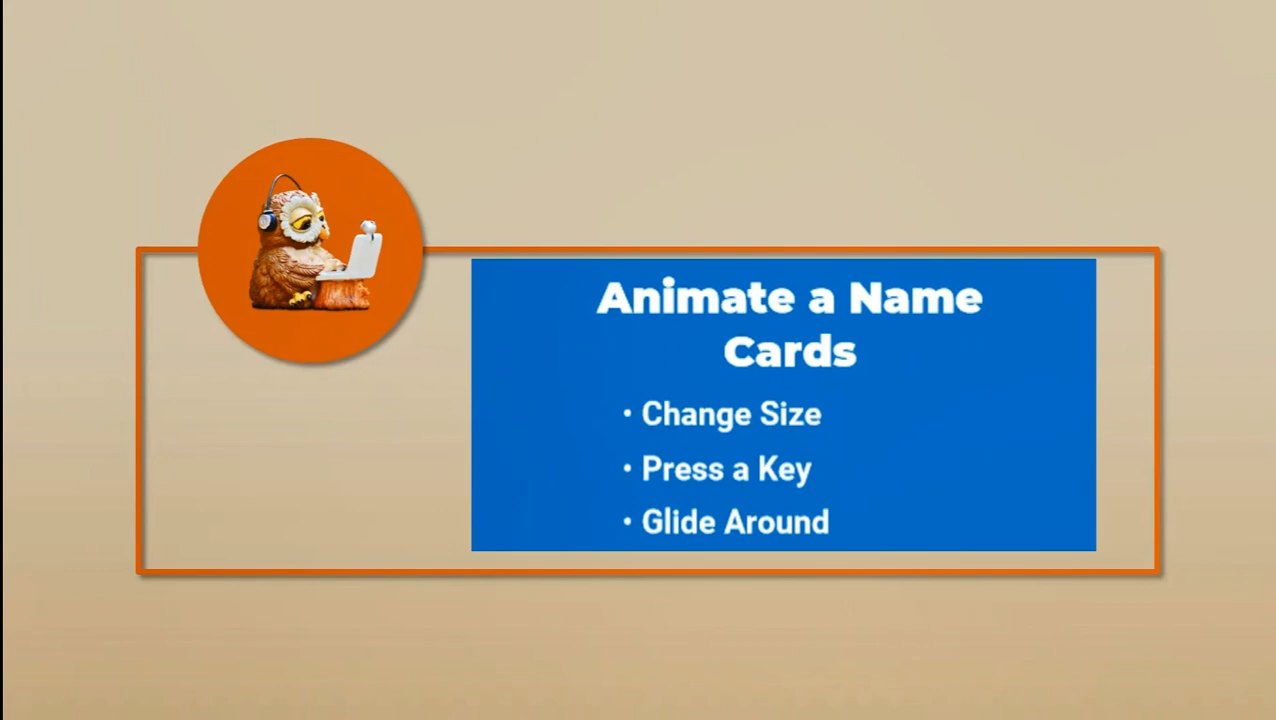 Animate a Name
Cards
• Change Size
• Press a Key
• Glide Around